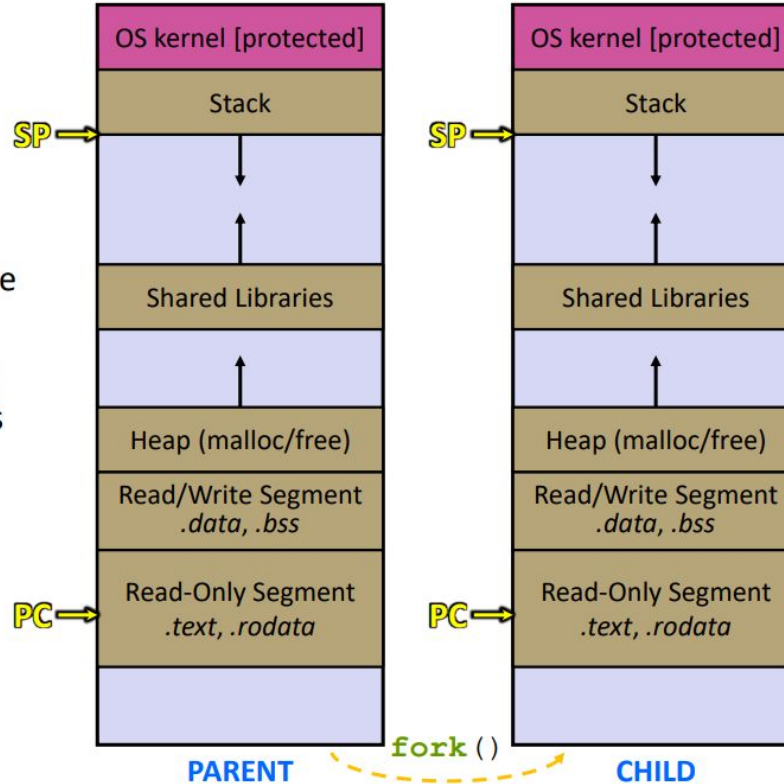 OS kernel [protected]
Stack
SP
Shared Libraries
Heap (malloc/free)
Read/Write Segment
.data, .bss
PC
Read-Only Segment
.text, .rodata
PARENT
e
s
fork()
OS kernel [protected]
Stack
SP
Shared Libraries
Heap (malloc/free)
Read/Write Segment
.data, .bss
PC
Read-Only Segment
.text, .rodata
CHILD